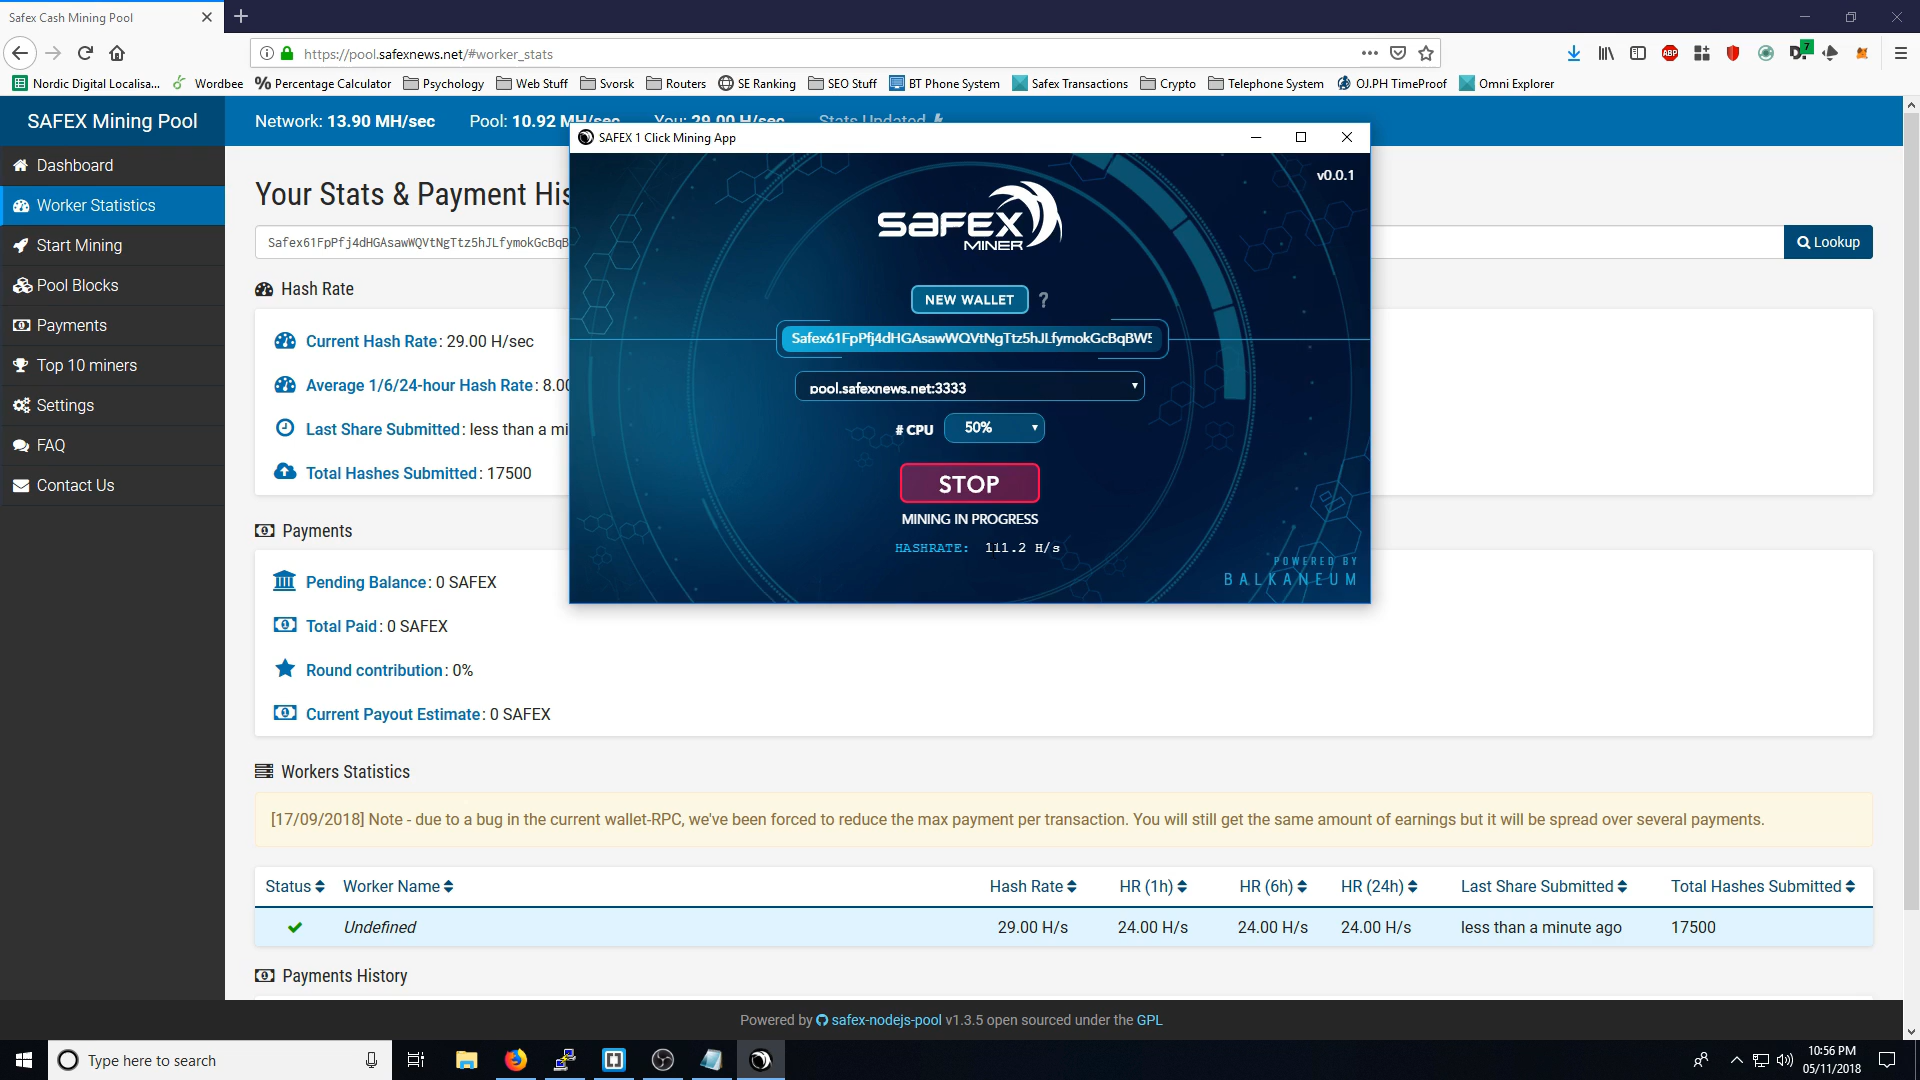 Safex Cash Mining Pool
https://pool.safexnews.net/#worker_stats
7
Nordic Digital Localisa...
Wordbee
Percentage Calculator
Psychology
Web Stuff
Svorsk
Routers
SE Ranking
SEO Stuff
BT Phone System
Safex Transactions
Crypto
Telephone System
OJ.PH TimeProof
Omni Explorer
SAFEX Mining Pool
Network: 13.90 MH/sec
Pool: 10.92 MH/sec
You: 29.00 H/sec
Stats Updated
Dashboard
Worker Statistics
Start Mining
Pool Blocks
Payments
Top 10 miners
Settings
FAQ
Contact Us
Your Stats & Payment His
Safex61FpPfj4dHGAsawWQVtNgTtz5hJLfymokGcBqB
Lookup
Hash Rate
Current Hash Rate: 29.00 H/sec
Average 1/6/24-hour Hash Rate: 8.00
Last Share Submitted: less than a mi
Total Hashes Submitted: 17500
SAFEX 1 Click Mining App
v0.0.1
SAFEX
MINER
NEW WALLET ?
Safex61FpPfj4dHGAsawWQVtNgTtz5hJLfymokGcBqBW5
pool.safexnews.net:3333
# CPU 50%
STOP
MINING IN PROGRESS
HASHRATE: 111.2 H/s
POWERED BY
BALKANEUM
Payments
Pending Balance: 0 SAFEX
Total Paid: 0 SAFEX
Round contribution: 0%
Current Payout Estimate: 0 SAFEX
Workers Statistics
[17/09/2018] Note - due to a bug in the current wallet-RPC, we've been forced to reduce the max payment per transaction. You will still get the same amount of earnings but it will be spread over several payments.
Status Worker Name Hash Rate HR (1h) HR (6h) HR (24h) Last Share Submitted Total Hashes Submitted
Undefined 29.00 H/s 24.00 H/s 24.00 H/s 24.00 H/s less than a minute ago 17500
Payments History
Powered by safex-nodejs-pool v1.3.5 open sourced under the GPL
Type here to search
10:56 PM
05/11/2018